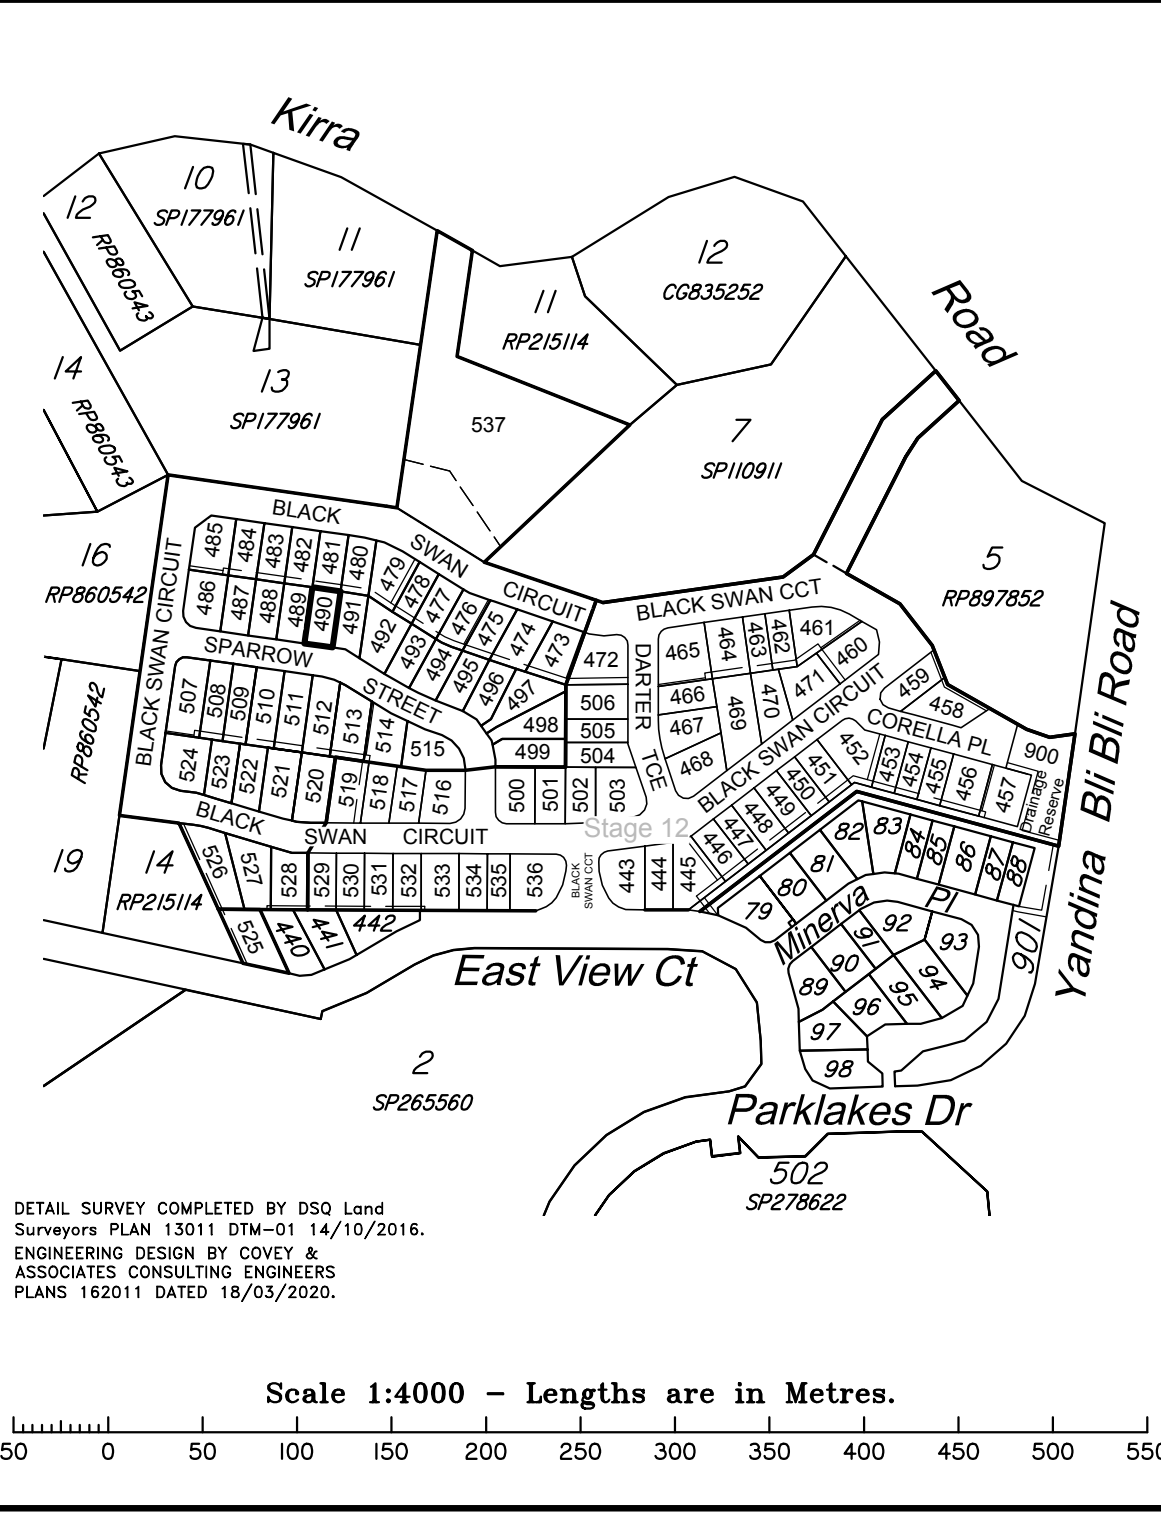 Kirra
Road
10
SP177961
12
RP860543
11
SP177961
12
CG835252
11
RP215114
14
RP860543
13
SP177961
537
7
SP110911
5
RP897852
16
RP860542
RP860542
19
14
RP215114
BLACK SWAN CIRCUIT
BLACK SWAN CCT
BLACK SWAN CIRCUIT
485 484 483 482 481 480 479 478 477 476 475 474 473
486 487 488 489 490 491 492 493 494 495 496 497
498
499
SPARROW STREET
507 508 509 510 511 512 513 514 515
524 523 522 521 520 519 518 517 516
500 501 502 503
472
506
505
504
DARTER TCE
465 464 463 462 461 460
466
467
468
469 470 471
BLACK SWAN CIRCUIT
459
458
CORELLA PL
452 453 454 455 456 457
900
Drainage
Reserve
451
450
449
448
447
446
BLACK SWAN CIRCUIT
Stage 12
526 527 528 529 530 531 532 533 534 535 536
BLACK
SWAN CCT
443 444 445
525 440 441 442
82 83 84 85 86 87 88
81
80
79
Minerva Pl
92 93
91
90
89
94
95
96
97
98
901
Yandina Bli Bli Road
East View Ct
2
SP265560
Parklakes Dr
502
SP278622
DETAIL SURVEY COMPLETED BY DSQ Land
Surveyors PLAN 13011 DTM-01 14/10/2016.
ENGINEERING DESIGN BY COVEY &
ASSOCIATES CONSULTING ENGINEERS
PLANS 162011 DATED 18/03/2020.
Scale 1:4000 - Lengths are in Metres.
50 0 50 100 150 200 250 300 350 400 450 500 550